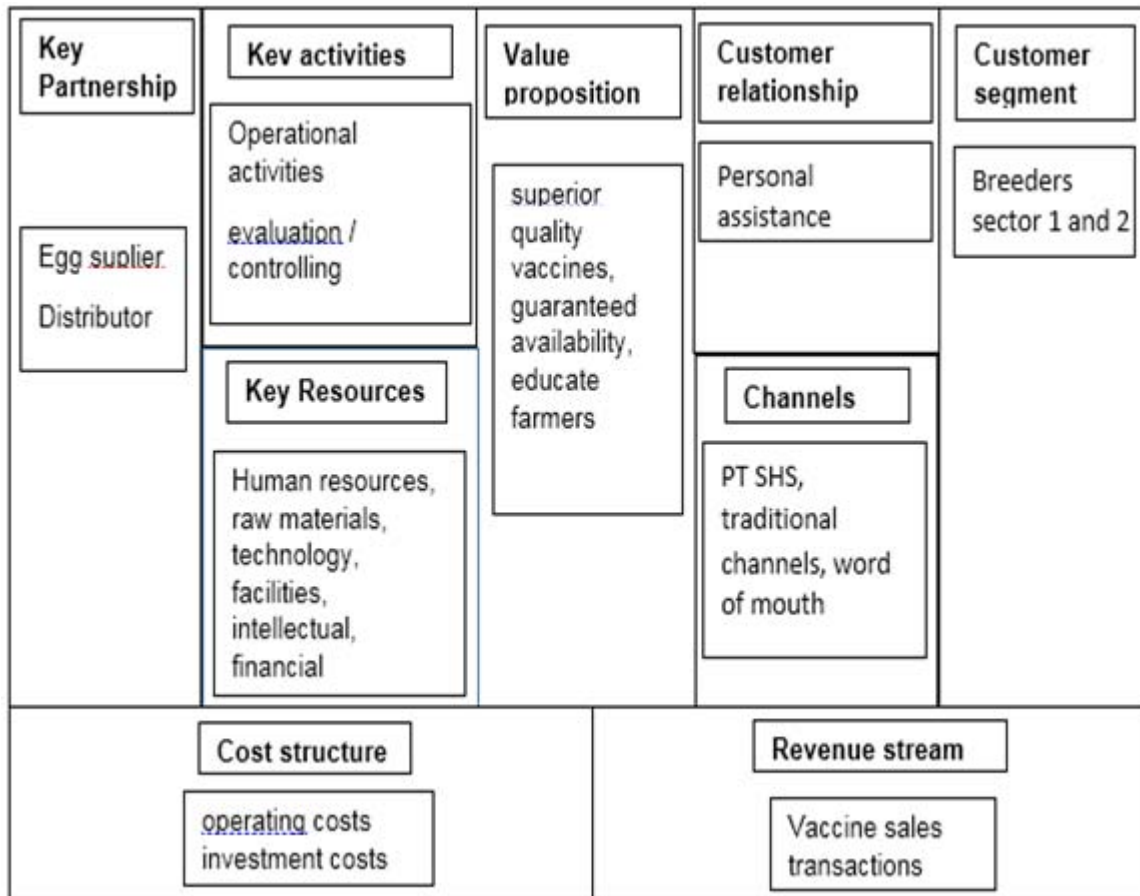 Key
Partnership
Egg suplier
Distributor
Kev activities
Operational
activities
evaluation /
controlling
Key Resources
Human resources,
raw materials,
technology,
facilities,
intellectual,
financial
Value
proposition
superior
quality
vaccines,
guaranteed
availability,
educate
farmers
Customer
relationship
Personal
assistance
Channels
PT SHS,
traditional
channels, word
of mouth
Customer
segment
Breeders
sector 1 and 2
Cost structure
operating costs
investment costs
Revenue stream
Vaccine sales
transactions